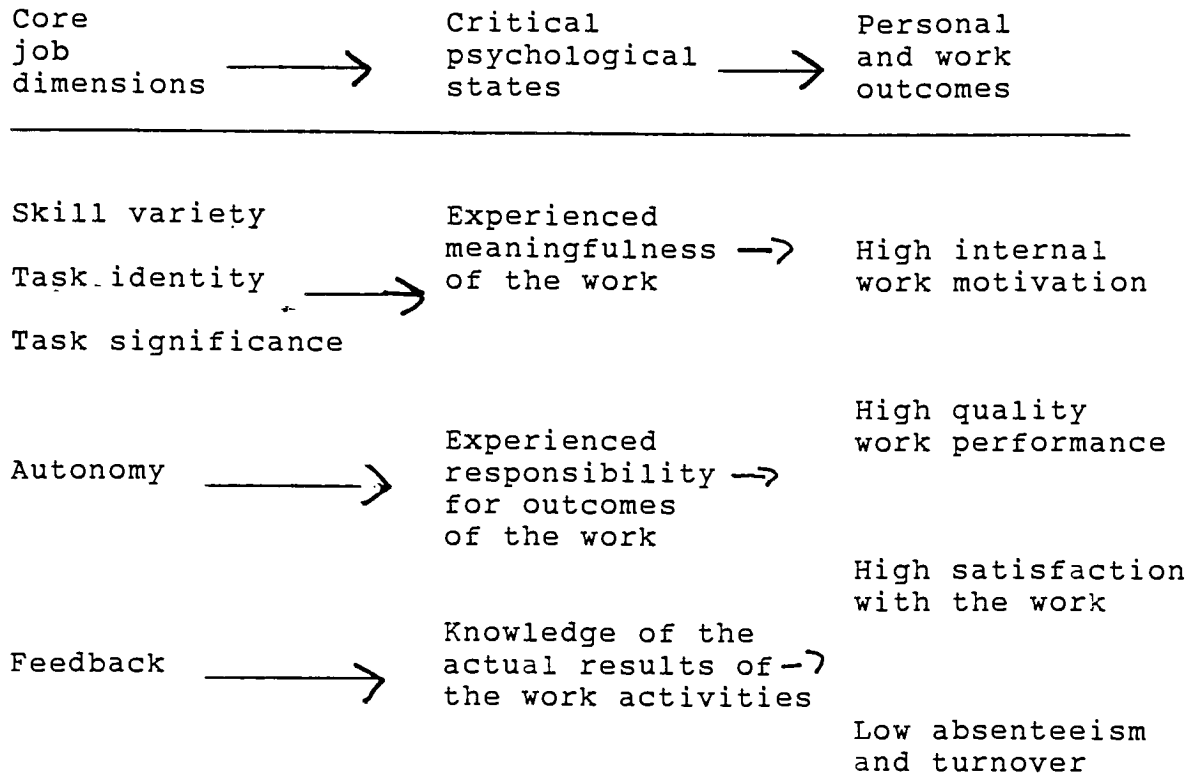 Core
job
dimensions
Critical
psychological
states
Personal
and work
outcomes
Skill variety
Task identity
Task significance
Experienced
meaningfulness
of the work
High internal
work motivation
Autonomy
Experienced
responsibility
for outcomes
of the work
High quality
work performance
Feedback
Knowledge of the
actual results of
the work activities
High satisfaction
with the work
Low absenteeism
and turnover